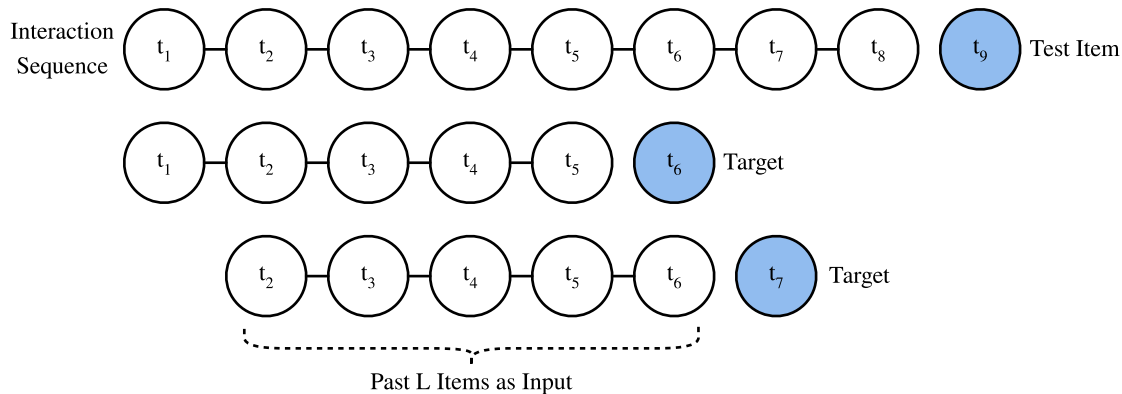 Interaction
Sequence
t₁ t₂ t₃ t₄ t₅ t₆ t₇ t₈ t₉ Test Item
t₁ t₂ t₃ t₄ t₅ t₆ Target
t₂ t₃ t₄ t₅ t₆ t₇ Target
Past L Items as Input